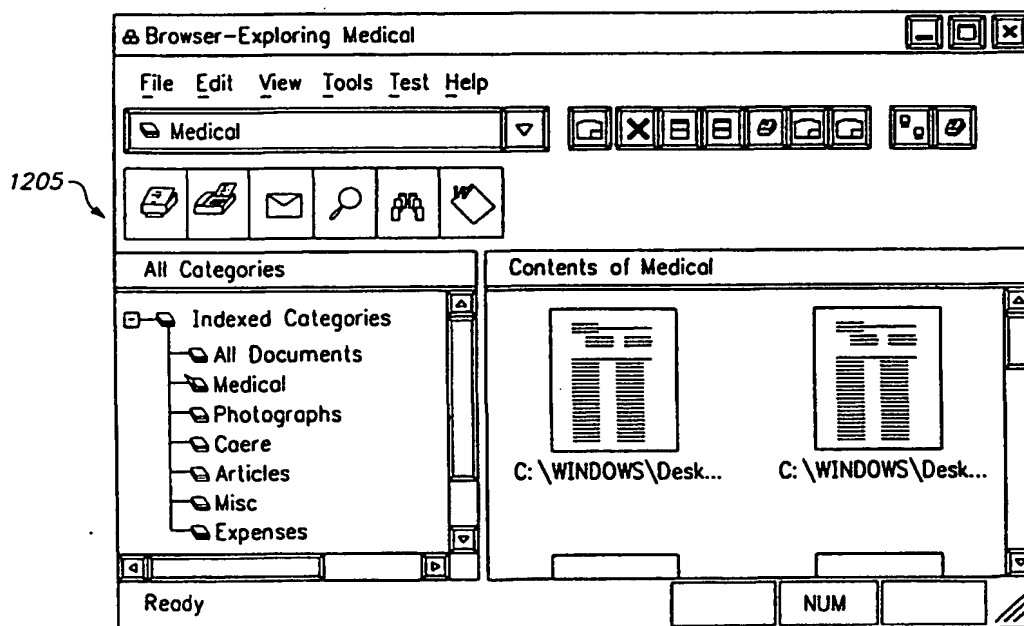 Browser-Exploring Medical
File Edit View Tools Test Help
Medical
1205
W
All Categories
Contents of Medical
Indexed Categories
All Documents
Medical
Photographs
Caere
Articles
Misc
Expenses
C: \WINDOWS\Desk...
C: \WINDOWS\Desk...
Ready
NUM